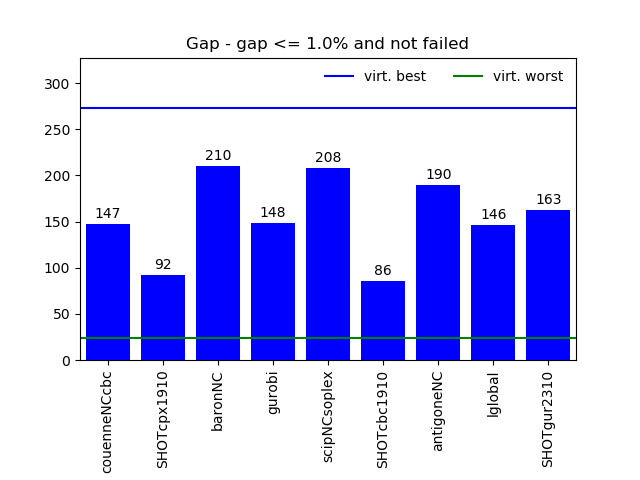 Gap - gap <= 1.0% and not failed
virt. best
virt. worst
300
250
200
150
100
50
0
147
92
210
148
208
86
190
146
163
couenneNCcbc
SHOTcpx1910
baronNC
gurobi
scipNCsoplex
SHOTcbc1910
antigoneNC
lglobal
SHOTgur2310